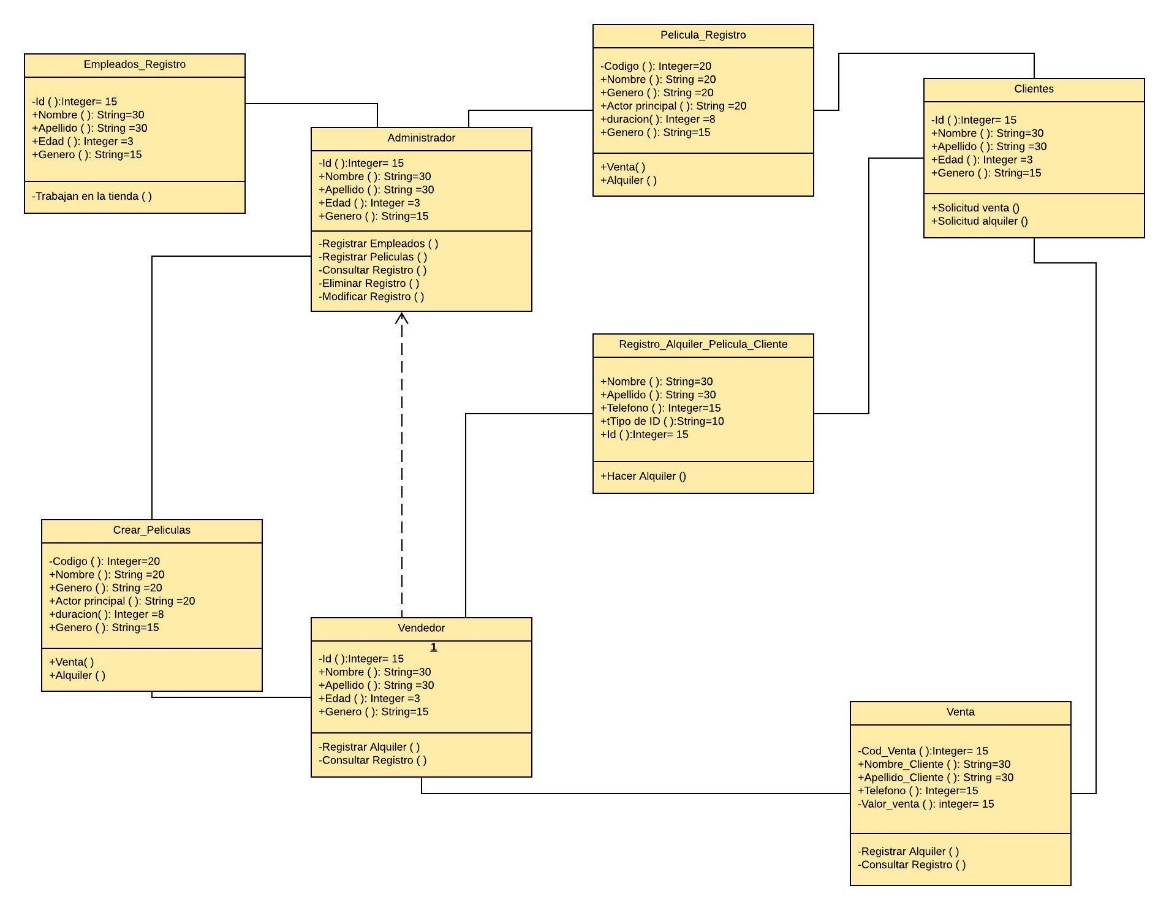 Empleados_Registro
-Id ( ):Integer= 15
+Nombre ( ): String=30
+Apellido ( ): String =30
+Edad ( ): Integer =3
+Genero ( ): String=15
-Trabajan en la tienda ( )
Administrador
-Id ( ):Integer= 15
+Nombre ( ): String=30
+Apellido ( ): String =30
+Edad ( ): Integer =3
+Genero ( ): String=15
-Registrar Empleados ( )
-Registrar Peliculas ( )
-Consultar Registro ( )
-Eliminar Registro ( )
-Modificar Registro ( )
Pelicula_Registro
-Codigo ( ): Integer=20
+Nombre ( ): String =20
+Genero ( ): String =20
+Actor principal ( ): String =20
+duracion( ): Integer =8
+Genero ( ): String=15
+Venta( )
+Alquiler ( )
Clientes
-Id ( ):Integer= 15
+Nombre ( ): String=30
+Apellido ( ): String =30
+Edad ( ): Integer =3
+Genero ( ): String=15
+Solicitud venta ()
+Solicitud alquiler ()
Registro_Alquiler_Pelicula_Cliente
+Nombre ( ): String=30
+Apellido ( ): String =30
+Telefono ( ): Integer=15
+tTipo de ID ( ):String=10
+Id ( ):Integer= 15
+Hacer Alquiler ()
Crear_Peliculas
-Codigo ( ): Integer=20
+Nombre ( ): String =20
+Genero ( ): String =20
+Actor principal ( ): String =20
+duracion( ): Integer =8
+Genero ( ): String=15
+Venta( )
+Alquiler ( )
Vendedor
1
-Id ( ):Integer= 15
+Nombre ( ): String=30
+Apellido ( ): String =30
+Edad ( ): Integer =3
+Genero ( ): String=15
-Registrar Alquiler ( )
-Consultar Registro ( )
Venta
-Cod_Venta ( ):Integer= 15
+Nombre_Cliente ( ): String=30
+Apellido_Cliente ( ): String =30
+Telefono ( ): Integer=15
-Valor_venta ( ): integer= 15
-Registrar Alquiler ( )
-Consultar Registro ( )